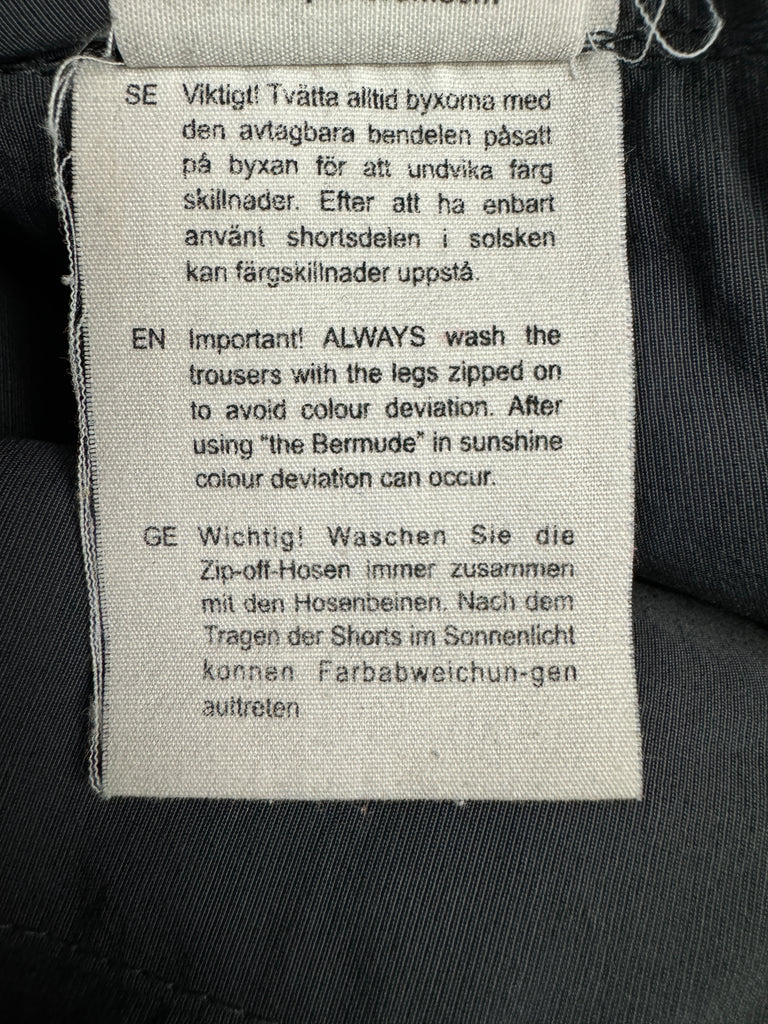 SE Viktigt! Tvätta alltid byxorna med
den avtagbara bendelen påsatt
på byxan för att undvika färg
skillnader. Efter att ha enbart
använt shortsdelen i solsken
kan färgskillnader uppstå.
EN Important! ALWAYS wash the
trousers with the legs zipped on
to avoid colour deviation. After
using "the Bermude" in sunshine
colour deviation can occur.
GE Wichtig! Waschen Sie die
Zip-off-Hosen immer zusammen
mit den Hosenbeinen. Nach dem
Tragen der Shorts im Sonnenlicht
konnen Farbabweichun-gen
auftreten